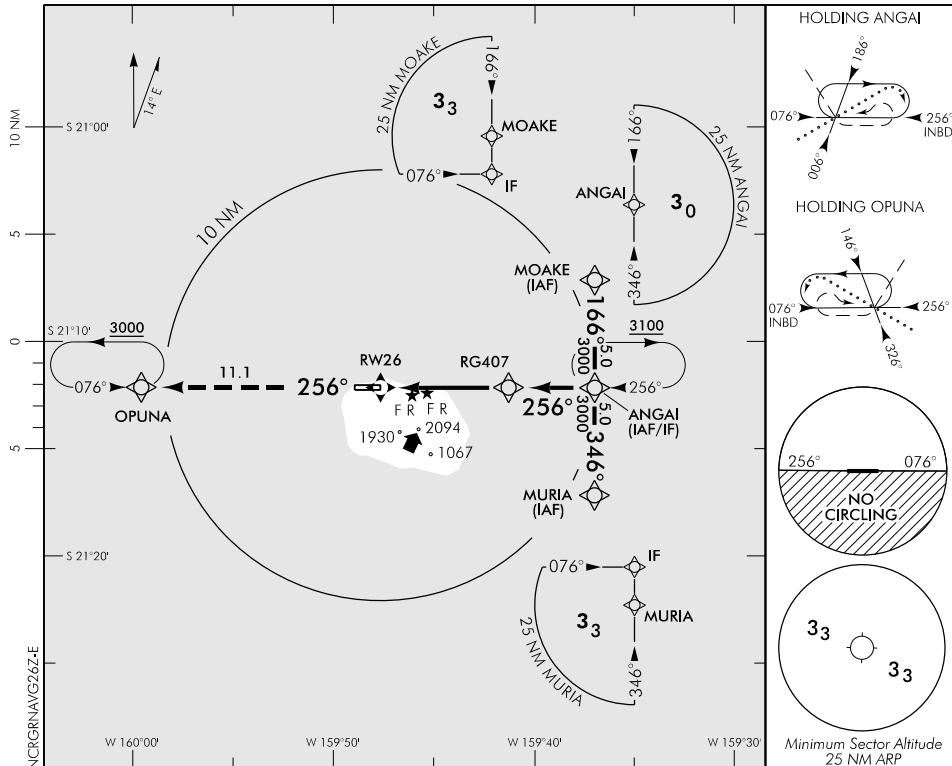 14° E
10 NM
5
0
5
S 21°00'
S 21°10'
S 21°20'
W 160°00'
W 159°50'
W 159°40'
W 159°30'
NCRGRNAVG26Z-E
25 NM MOAKE
3₃
166°
MOAKE
076°
IF
166°
25 NM ANGAI
ANGAI
3₀
346°
10 NM
MOAKE
(IAF)
166°
5.0
3000
3000
3100
076°
11.1
OPUNA
256°
RW26
RG407
256°
256°
ANGAI
(IAF/IF)
5.0
3000
346°
F R
F R
1930
2094
1067
MURIA
(IAF)
076°
IF
3₃
MURIA
25 NM MURIA
346°
HOLDING ANGAI
186°
076°
256°
INBD
006°
HOLDING OPUNA
146°
076°
INBD
256°
326°
256°
076°
NO
CIRCLING
3₃
3₃
Minimum Sector Altitude
25 NM ARP